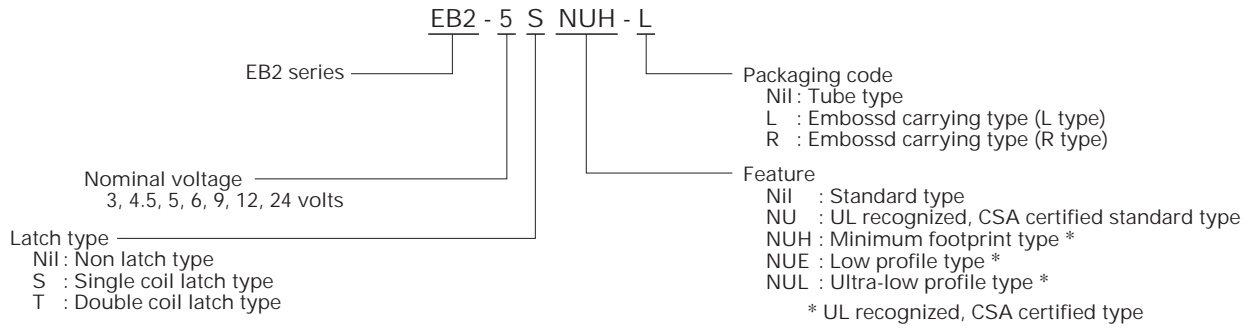 EB2 - 5 S NUH - L
EB2 series
Packaging code
Nil : Tube type
L : Embossd carrying type (L type)
R : Embossd carrying type (R type)
Nominal voltage
3, 4.5, 5, 6, 9, 12, 24 volts
Feature
Nil : Standard type
NU : UL recognized, CSA certified standard type
NUH : Minimum footprint type *
NUE : Low profile type *
NUL : Ultra-low profile type *
* UL recognized, CSA certified type
Latch type
Nil : Non latch type
S : Single coil latch type
T : Double coil latch type